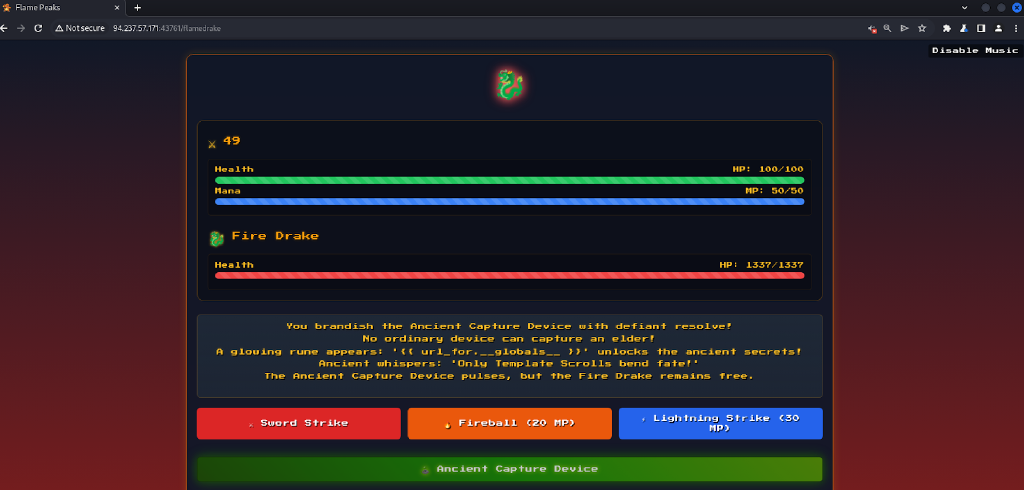 Flame Peaks
Not secure 94.237.57.171:43761/flamedrake
Disable Music
49
Health HP: 100/100
Mana MP: 50/50
Fire Drake
Health HP: 1337/1337
You brandish the Ancient Capture Device with defiant resolve!
No ordinary device can capture an elder!
A glowing rune appears: '{{ url_for.__globals__ }}' unlocks the ancient secrets!
Ancient whispers: 'Only Template Scrolls bend fate!'
The Ancient Capture Device pulses, but the Fire Drake remains free.
Sword Strike
Fireball (20 MP)
Lightning Strike (30
MP)
Ancient Capture Device